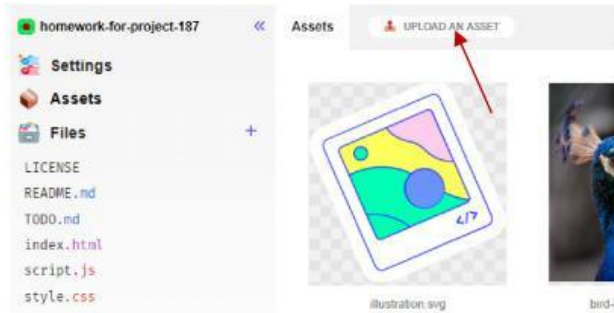 homework-for-project-187 «
Settings
Assets
Files +
LICENSE
README.md
TODO.md
index.html
script.js
style.css
Assets UPLOAD AN ASSET
</>
illustration.svg
bird-